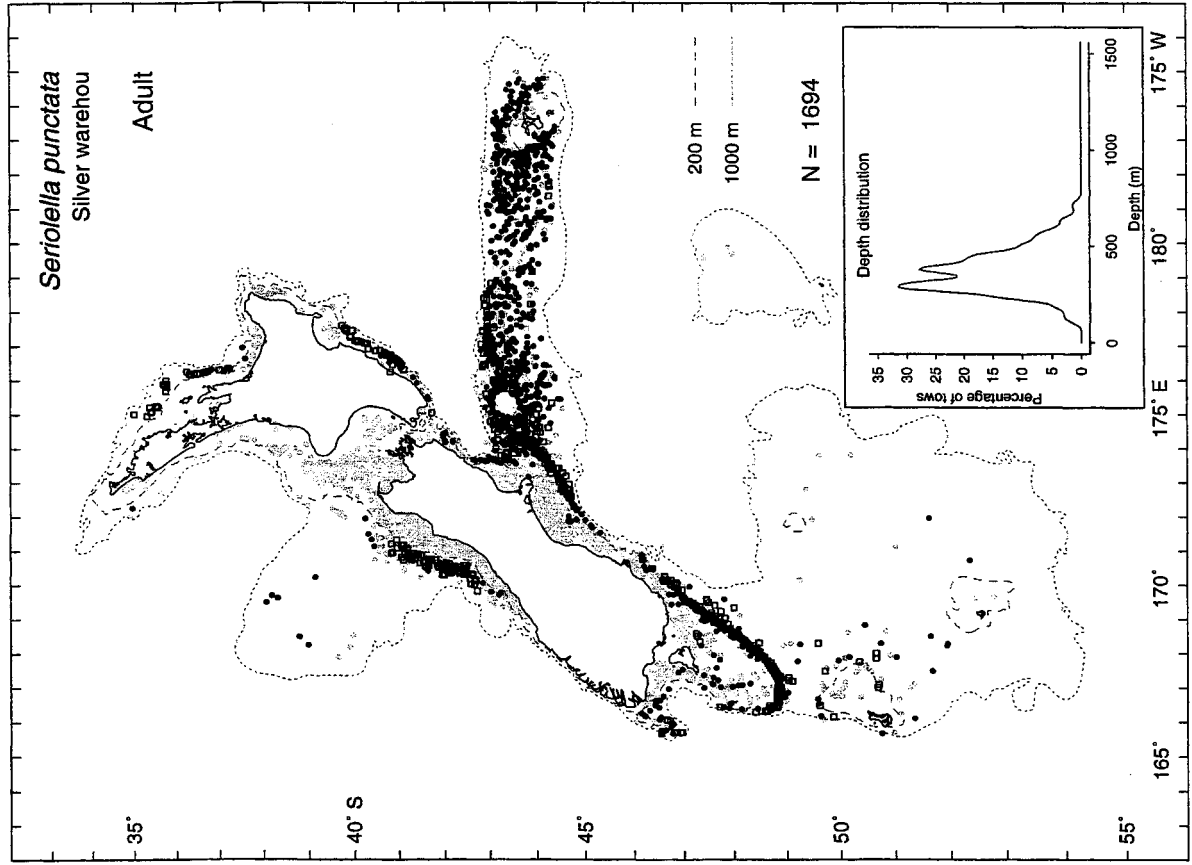 Seriolella punctata
Silver warehou
Adult
35°
40° S
45°
50°
55°
165°
170°
175° E
180°
175° W
200 m
1000 m
N = 1694
Depth distribution
Percentage of tows
35
30
25
20
15
10
5
0
0
500
1000
1500
Depth (m)